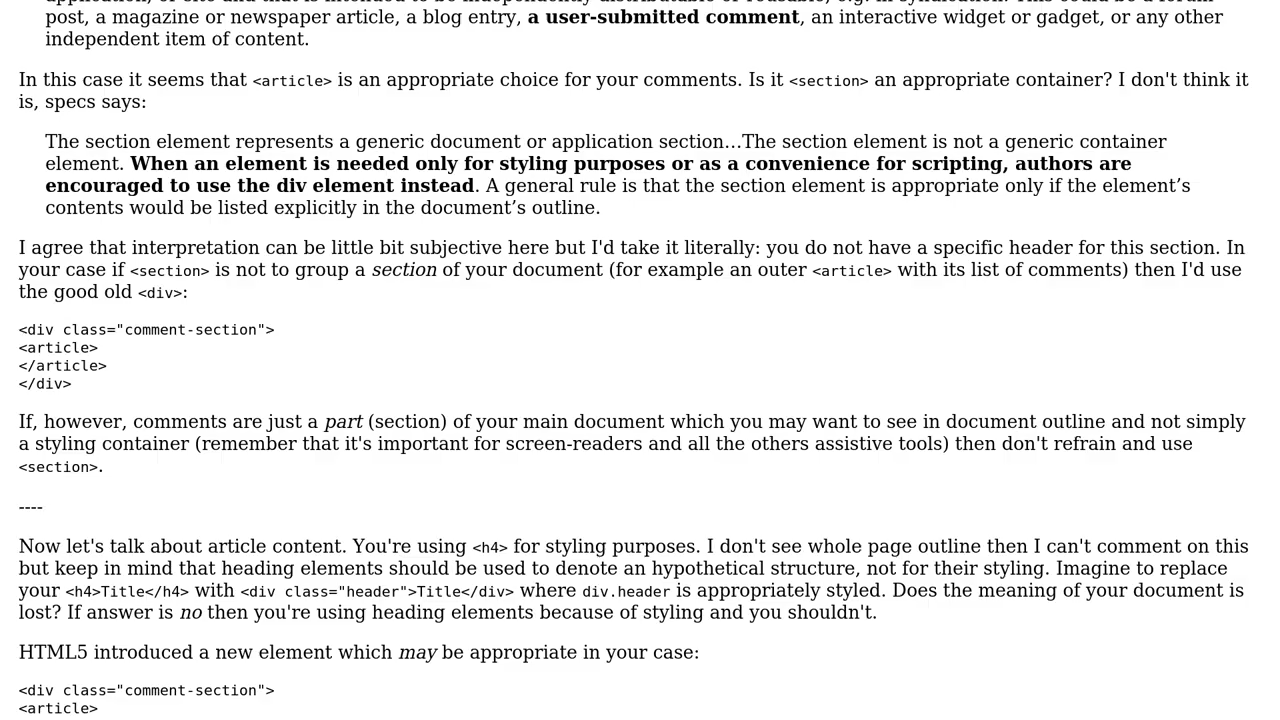 post, a magazine or newspaper article, a blog entry, a user-submitted comment, an interactive widget or gadget, or any other
independent item of content.
In this case it seems that <article> is an appropriate choice for your comments. Is it <section> an appropriate container? I don't think it
is, specs says:
The section element represents a generic document or application section…The section element is not a generic container
element. When an element is needed only for styling purposes or as a convenience for scripting, authors are
encouraged to use the div element instead. A general rule is that the section element is appropriate only if the element’s
contents would be listed explicitly in the document’s outline.
I agree that interpretation can be little bit subjective here but I'd take it literally: you do not have a specific header for this section. In
your case if <section> is not to group a section of your document (for example an outer <article> with its list of comments) then I'd use
the good old <div>:
<div class="comment-section">
<article>
</article>
</div>
If, however, comments are just a part (section) of your main document which you may want to see in document outline and not simply
a styling container (remember that it's important for screen-readers and all the others assistive tools) then don't refrain and use
<section>.
----
Now let's talk about article content. You're using <h4> for styling purposes. I don't see whole page outline then I can't comment on this
but keep in mind that heading elements should be used to denote an hypothetical structure, not for their styling. Imagine to replace
your <h4>Title</h4> with <div class="header">Title</div> where div.header is appropriately styled. Does the meaning of your document is
lost? If answer is no then you're using heading elements because of styling and you shouldn't.
HTML5 introduced a new element which may be appropriate in your case:
<div class="comment-section">
<article>